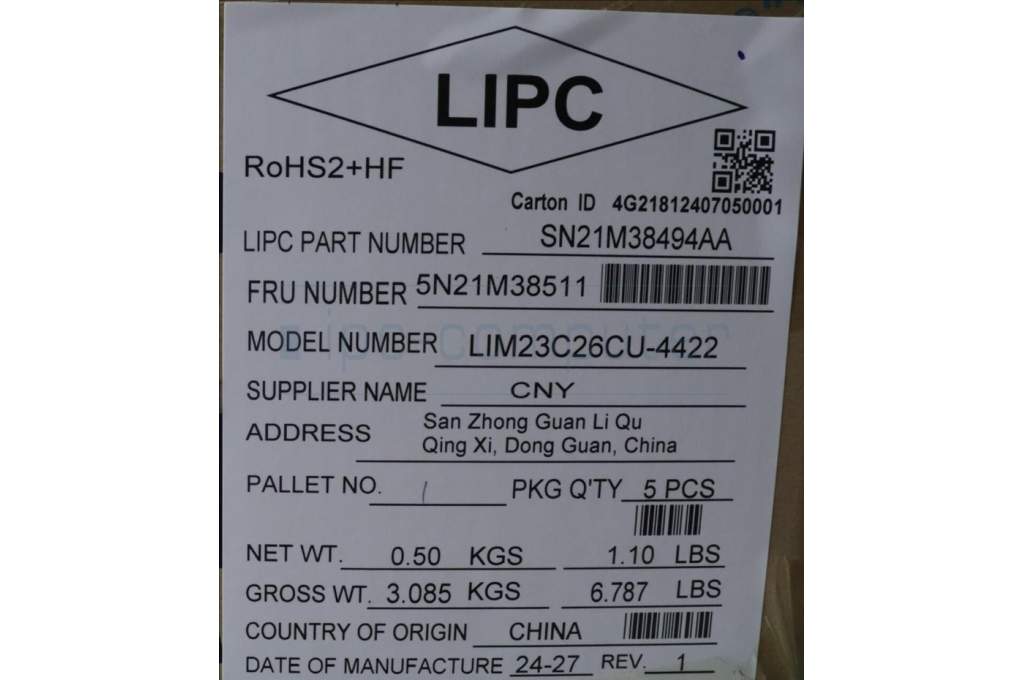 LIPC
RoHS2+HF
Carton ID 4G21812407050001
LIPC PART NUMBER SN21M38494AA
FRU NUMBER 5N21M38511
ipc-computer
MODEL NUMBER LIM23C26CU-4422
SUPPLIER NAME CNY
ADDRESS San Zhong Guan Li Qu
Qing Xi, Dong Guan, China
PALLET NO. 1 PKG Q'TY 5 PCS
NET WT. 0.50 KGS 1.10 LBS
GROSS WT. 3.085 KGS 6.787 LBS
COUNTRY OF ORIGIN CHINA
DATE OF MANUFACTURE 24-27 REV. 1